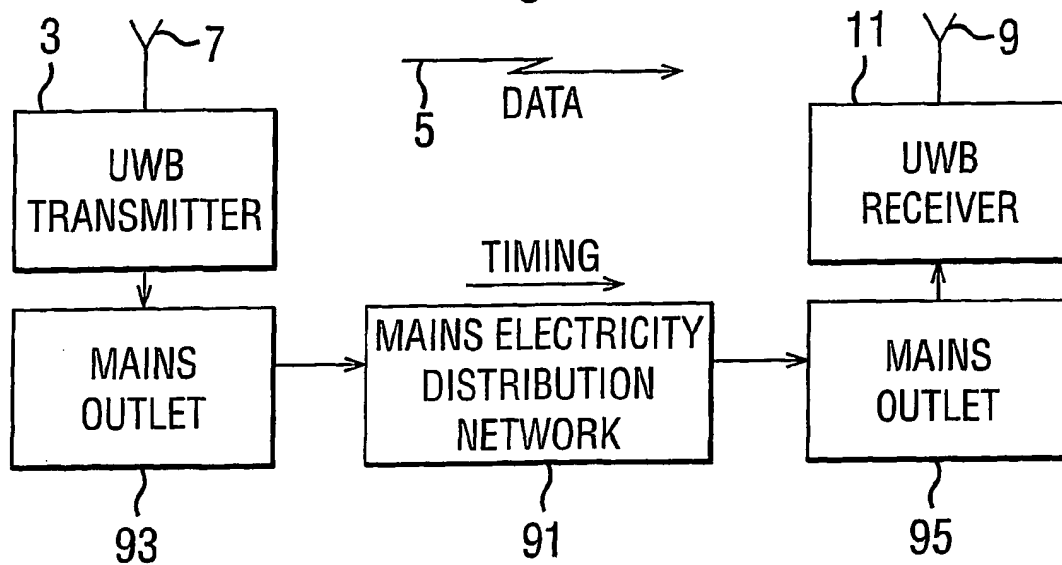 3
7
5
DATA
11
9
UWB
TRANSMITTER
UWB
RECEIVER
TIMING
MAINS
OUTLET
MAINS ELECTRICITY
DISTRIBUTION
NETWORK
MAINS
OUTLET
93
91
95